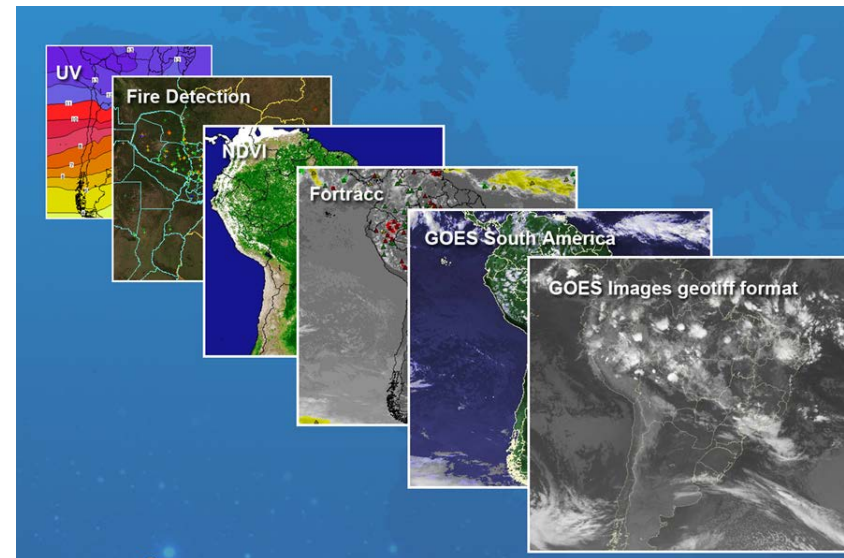 UV
Fire Detection
NDVI
Fortracc
GOES South America
GOES Images geotiff format